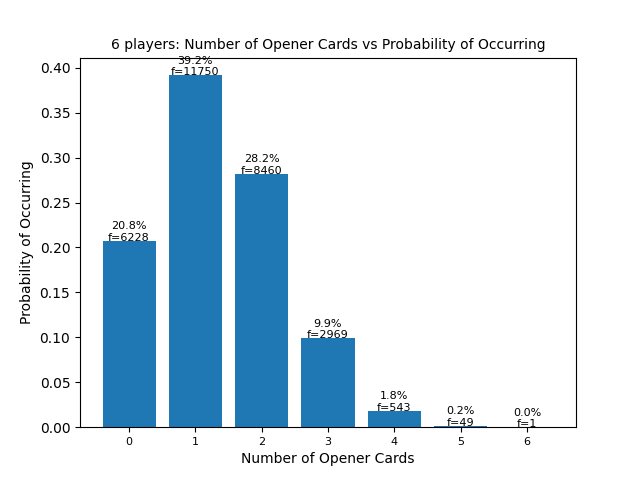 6 players: Number of Opener Cards vs Probability of Occurring
39.2%
f=11750
28.2%
f=8460
20.8%
f=6228
9.9%
f=2969
1.8%
f=543
0.2%
f=49
0.0%
f=1
0.40
0.35
0.30
0.25
0.20
0.15
0.10
0.05
0.00
Probability of Occurring
0 1 2 3 4 5 6
Number of Opener Cards